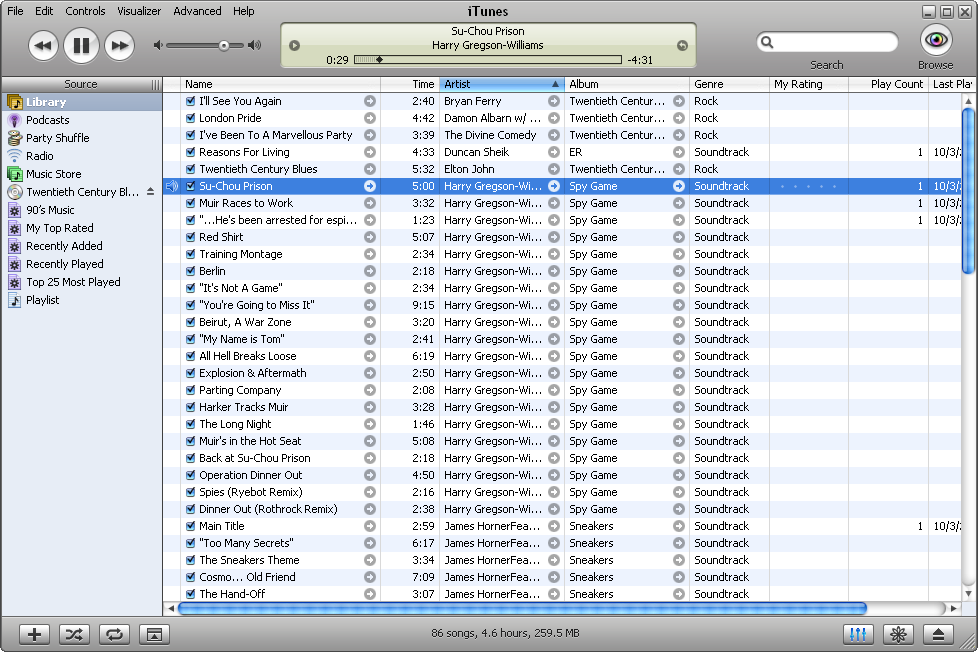 iTunes
File Edit Controls Visualizer Advanced Help
Su-Chou Prison
Harry Gregson-Williams
0:29 -4:31
Search Browse
Source Name Time Artist Album Genre My Rating Play Count Last Pla
Library
Podcasts
Party Shuffle
Radio
Music Store
Twentieth Century Bl...
90's Music
My Top Rated
Recently Added
Recently Played
Top 25 Most Played
Playlist
I'll See You Again 2:40 Bryan Ferry Twentieth Centur... Rock
London Pride 4:42 Damon Albarn w/ ... Twentieth Centur... Rock
I've Been To A Marvellous Party 3:39 The Divine Comedy Twentieth Centur... Rock
Reasons For Living 4:33 Duncan Sheik ER Soundtrack 1 10/3/2
Twentieth Century Blues 5:32 Elton John Twentieth Centur... Rock
Su-Chou Prison 5:00 Harry Gregson-Wi... Spy Game Soundtrack 1 10/3/2
Muir Races to Work 3:32 Harry Gregson-Wi... Spy Game Soundtrack 1 10/3/2
"...He's been arrested for espi... 1:23 Harry Gregson-Wi... Spy Game Soundtrack 1 10/3/2
Red Shirt 5:07 Harry Gregson-Wi... Spy Game Soundtrack
Training Montage 2:34 Harry Gregson-Wi... Spy Game Soundtrack
Berlin 2:18 Harry Gregson-Wi... Spy Game Soundtrack
"It's Not A Game" 2:34 Harry Gregson-Wi... Spy Game Soundtrack
"You're Going to Miss It" 9:15 Harry Gregson-Wi... Spy Game Soundtrack
Beirut, A War Zone 3:20 Harry Gregson-Wi... Spy Game Soundtrack
"My Name is Tom" 2:41 Harry Gregson-Wi... Spy Game Soundtrack
All Hell Breaks Loose 6:19 Harry Gregson-Wi... Spy Game Soundtrack
Explosion & Aftermath 2:50 Harry Gregson-Wi... Spy Game Soundtrack
Parting Company 2:08 Harry Gregson-Wi... Spy Game Soundtrack
Harker Tracks Muir 3:28 Harry Gregson-Wi... Spy Game Soundtrack
The Long Night 1:46 Harry Gregson-Wi... Spy Game Soundtrack
Muir's in the Hot Seat 5:08 Harry Gregson-Wi... Spy Game Soundtrack
Back at Su-Chou Prison 2:18 Harry Gregson-Wi... Spy Game Soundtrack
Operation Dinner Out 4:50 Harry Gregson-Wi... Spy Game Soundtrack
Spies (Ryebot Remix) 2:16 Harry Gregson-Wi... Spy Game Soundtrack
Dinner Out (Rothrock Remix) 2:38 Harry Gregson-Wi... Spy Game Soundtrack
Main Title 2:59 James HornerFea... Sneakers Soundtrack 1 10/3/2
"Too Many Secrets" 6:17 James HornerFea... Sneakers Soundtrack
The Sneakers Theme 3:34 James HornerFea... Sneakers Soundtrack
Cosmo... Old Friend 7:09 James HornerFea... Sneakers Soundtrack
The Hand-Off 3:07 James HornerFea... Sneakers Soundtrack
86 songs, 4.6 hours, 259.5 MB